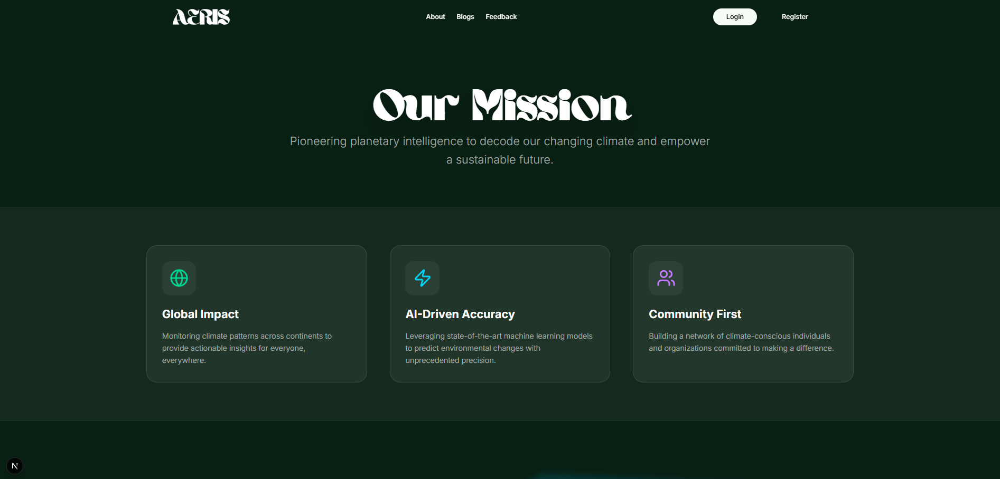 AERIS
About Blogs Feedback
Login Register
Our Mission
Pioneering planetary intelligence to decode our changing climate and empower
a sustainable future.
Global Impact
Monitoring climate patterns across continents to
provide actionable insights for everyone,
everywhere.
AI-Driven Accuracy
Leveraging state-of-the-art machine learning models
to predict environmental changes with
unprecedented precision.
Community First
Building a network of climate-conscious individuals
and organizations committed to making a difference.
N